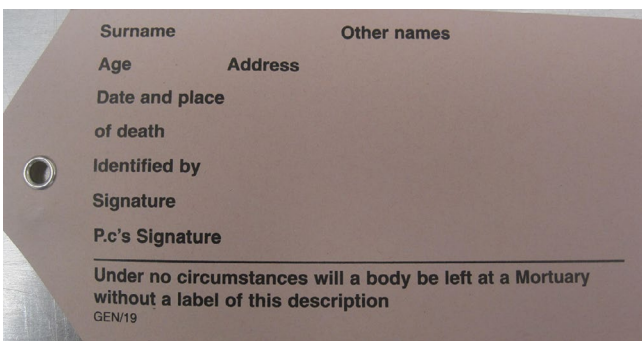 Surname Other names
Age Address
Date and place
of death
Identified by
Signature
P.c's Signature
Under no circumstances will a body be left at a Mortuary
without a label of this description
GEN/19